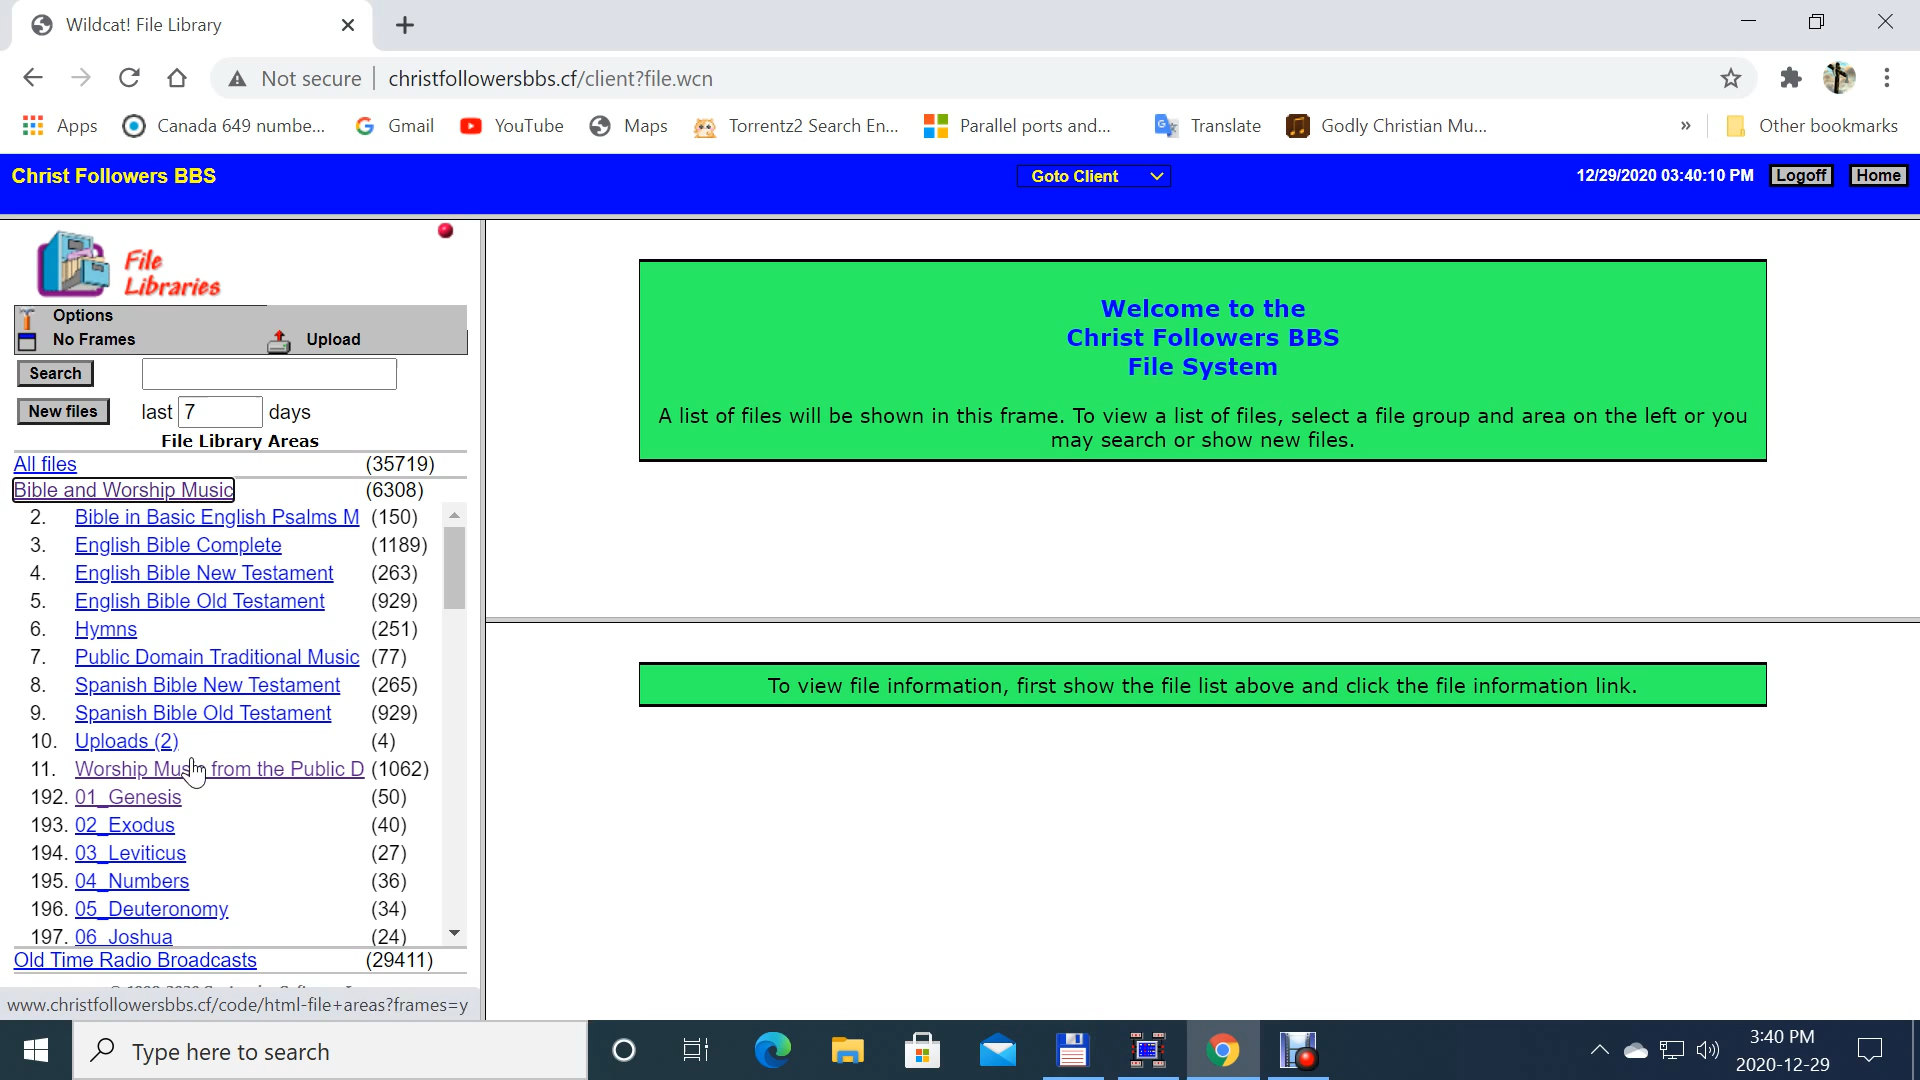 Wildcat! File Library
Not secure
christfollowersbbs.cf/client?file.wcn
Apps
Canada 649 numbe...
Gmail
YouTube
Maps
Torrentz2 Search En...
Parallel ports and...
Translate
Godly Christian Mu...
»
Other bookmarks
Christ Followers BBS
Goto Client
12/29/2020 03:40:10 PM
Logoff
Home
File
Libraries
Options
No Frames
Upload
Search
New files
last 7 days
File Library Areas
All files (35719)
Bible and Worship Music (6308)
2. Bible in Basic English Psalms M (150)
3. English Bible Complete (1189)
4. English Bible New Testament (263)
5. English Bible Old Testament (929)
6. Hymns (251)
7. Public Domain Traditional Music (77)
8. Spanish Bible New Testament (265)
9. Spanish Bible Old Testament (929)
10. Uploads (2) (4)
11. Worship Music from the Public D (1062)
192. 01_Genesis (50)
193. 02_Exodus (40)
194. 03_Leviticus (27)
195. 04_Numbers (36)
196. 05_Deuteronomy (34)
197. 06_Joshua (24)
Old Time Radio Broadcasts (29411)
www.christfollowersbbs.cf/code/html-file+areas?frames=y
Welcome to the
Christ Followers BBS
File System
A list of files will be shown in this frame. To view a list of files, select a file group and area on the left or you
may search or show new files.
To view file information, first show the file list above and click the file information link.
Type here to search
3:40 PM
2020-12-29